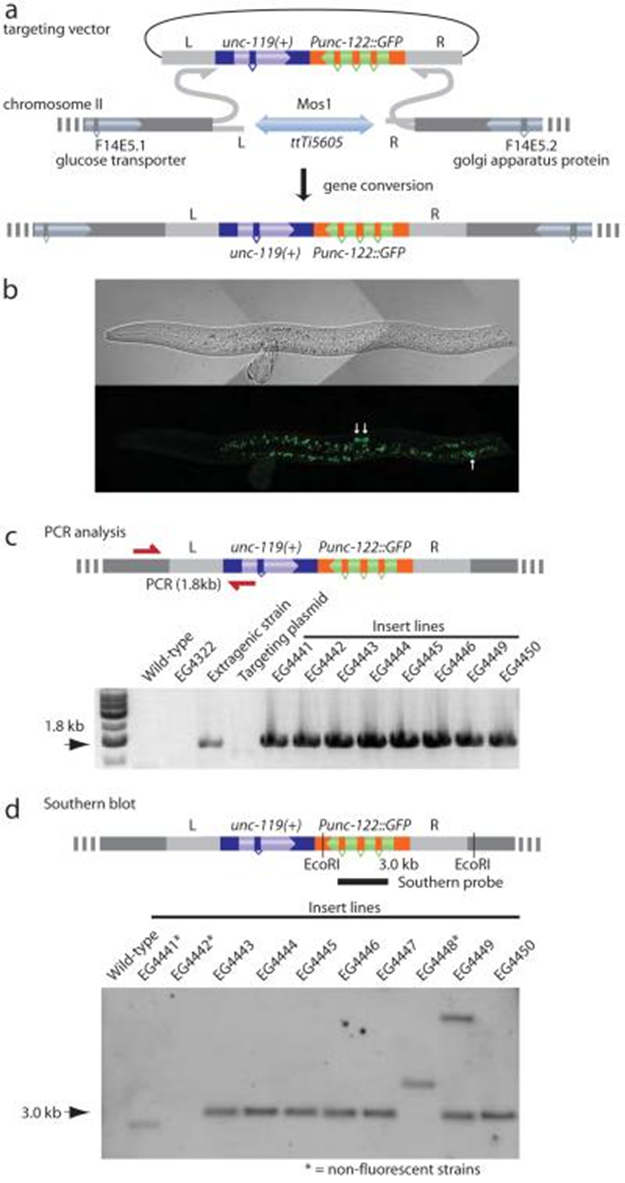 a
targeting vector
L unc-119(+) Punc-122::GFP R
chromosome II
Mos1
F14E5.1 L ttTi5605 R F14E5.2
glucose transporter golgi apparatus protein
gene conversion
L R
unc-119(+) Punc-122::GFP
b
c
PCR analysis
L unc-119(+) Punc-122::GFP R
PCR (1.8kb)
Insert lines
Wild-type EG4322 Extragenic strain Targeting plasmid EG4441 EG4442 EG4443 EG4444 EG4445 EG4446 EG4449 EG4450
1.8 kb
d
Southern blot
L unc-119(+) Punc-122::GFP R
EcoRI 3.0 kb EcoRI
Southern probe
Insert lines
Wild-type EG4441* EG4442* EG4443 EG4444 EG4445 EG4446 EG4447 EG4448* EG4449 EG4450
3.0 kb
* = non-fluorescent strains